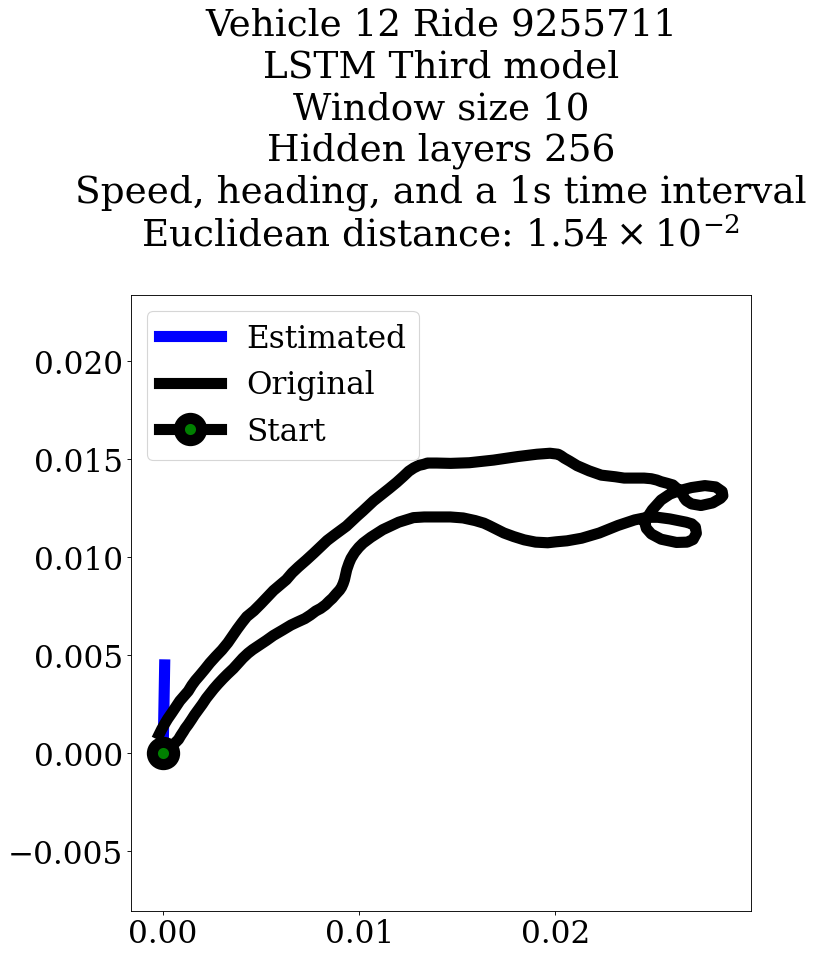 Vehicle 12 Ride 9255711
LSTM Third model
Window size 10
Hidden layers 256
Speed, heading, and a 1s time interval
Euclidean distance: 1.54 × 10⁻²
Estimated
Original
Start
0.020
0.015
0.010
0.005
0.000
−0.005
0.00 0.01 0.02